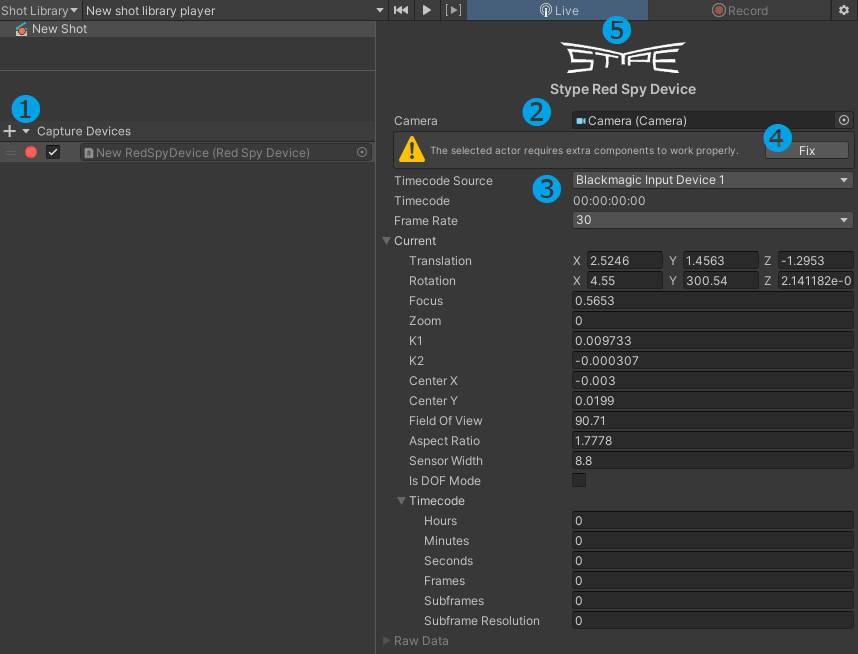 Shot Library New shot library player Live Record
New Shot
5
STYPE
Stype Red Spy Device
1
2
Camera Camera (Camera)
Capture Devices
4
The selected actor requires extra components to work properly. Fix
New RedSpyDevice (Red Spy Device)
Timecode Source Blackmagic Input Device 1
3
Timecode 00:00:00:00
Frame Rate 30
Current
Translation X 2.5246 Y 1.4563 Z -1.2953
Rotation X 4.55 Y 300.54 Z 2.141182e-0
Focus 0.5653
Zoom 0
K1 0.009733
K2 -0.000307
Center X -0.003
Center Y 0.0199
Field Of View 90.71
Aspect Ratio 1.7778
Sensor Width 8.8
Is DOF Mode
Timecode
Hours 0
Minutes 0
Seconds 0
Frames 0
Subframes 0
Subframe Resolution 0
Raw Data